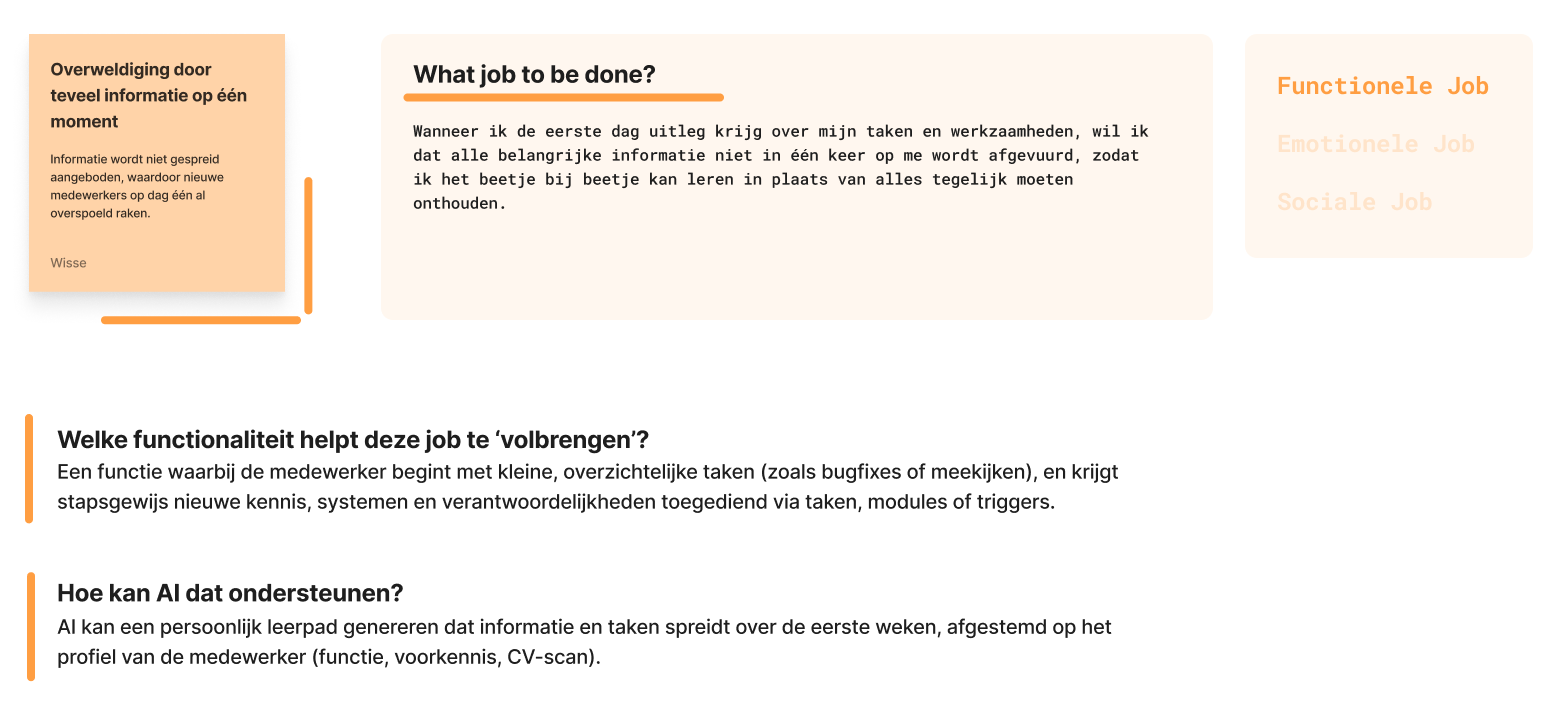 Overweldiging door
teveel informatie op één
moment
Informatie wordt niet gespreid
aangeboden, waardoor nieuwe
medewerkers op dag één al
overspoeld raken.
Wisse
What job to be done?
Wanneer ik de eerste dag uitleg krijg over mijn taken en werkzaamheden, wil ik
dat alle belangrijke informatie niet in één keer op me wordt afgevuurd, zodat
ik het beetje bij beetje kan leren in plaats van alles tegelijk moeten
onthouden.
Functionele Job
Emotionele Job
Sociale Job
Welke functionaliteit helpt deze job te ‘volbrengen’?
Een functie waarbij de medewerker begint met kleine, overzichtelijke taken (zoals bugfixes of meekijken), en krijgt
stapsgewijs nieuwe kennis, systemen en verantwoordelijkheden toegediend via taken, modules of triggers.
Hoe kan AI dat ondersteunen?
AI kan een persoonlijk leerpad genereren dat informatie en taken spreidt over de eerste weken, afgestemd op het
profiel van de medewerker (functie, voorkennis, CV-scan).